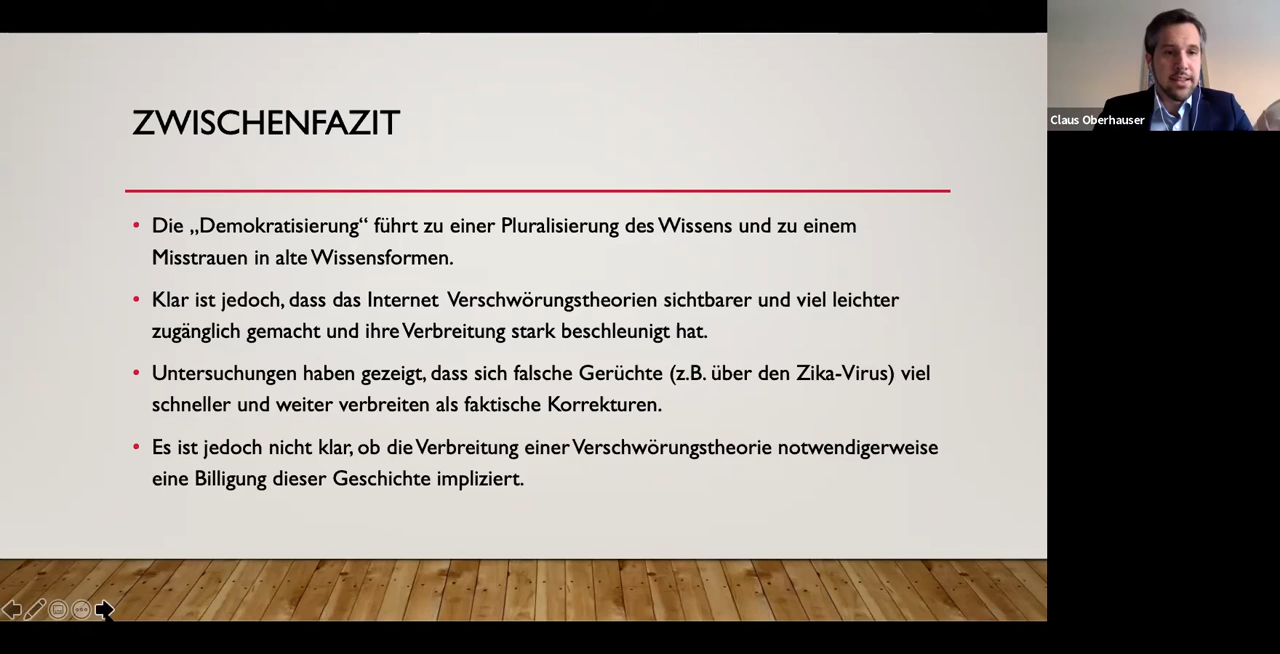 ZWISCHENFAZIT
Die „Demokratisierung“ führt zu einer Pluralisierung des Wissens und zu einem
Misstrauen in alte Wissensformen.
Klar ist jedoch, dass das Internet Verschwörungstheorien sichtbarer und viel leichter
zugänglich gemacht und ihre Verbreitung stark beschleunigt hat.
Untersuchungen haben gezeigt, dass sich falsche Gerüchte (z.B. über den Zika-Virus) viel
schneller und weiter verbreiten als faktische Korrekturen.
Es ist jedoch nicht klar, ob die Verbreitung einer Verschwörungstheorie notwendigerweise
eine Billigung dieser Geschichte impliziert.
Claus Oberhauser